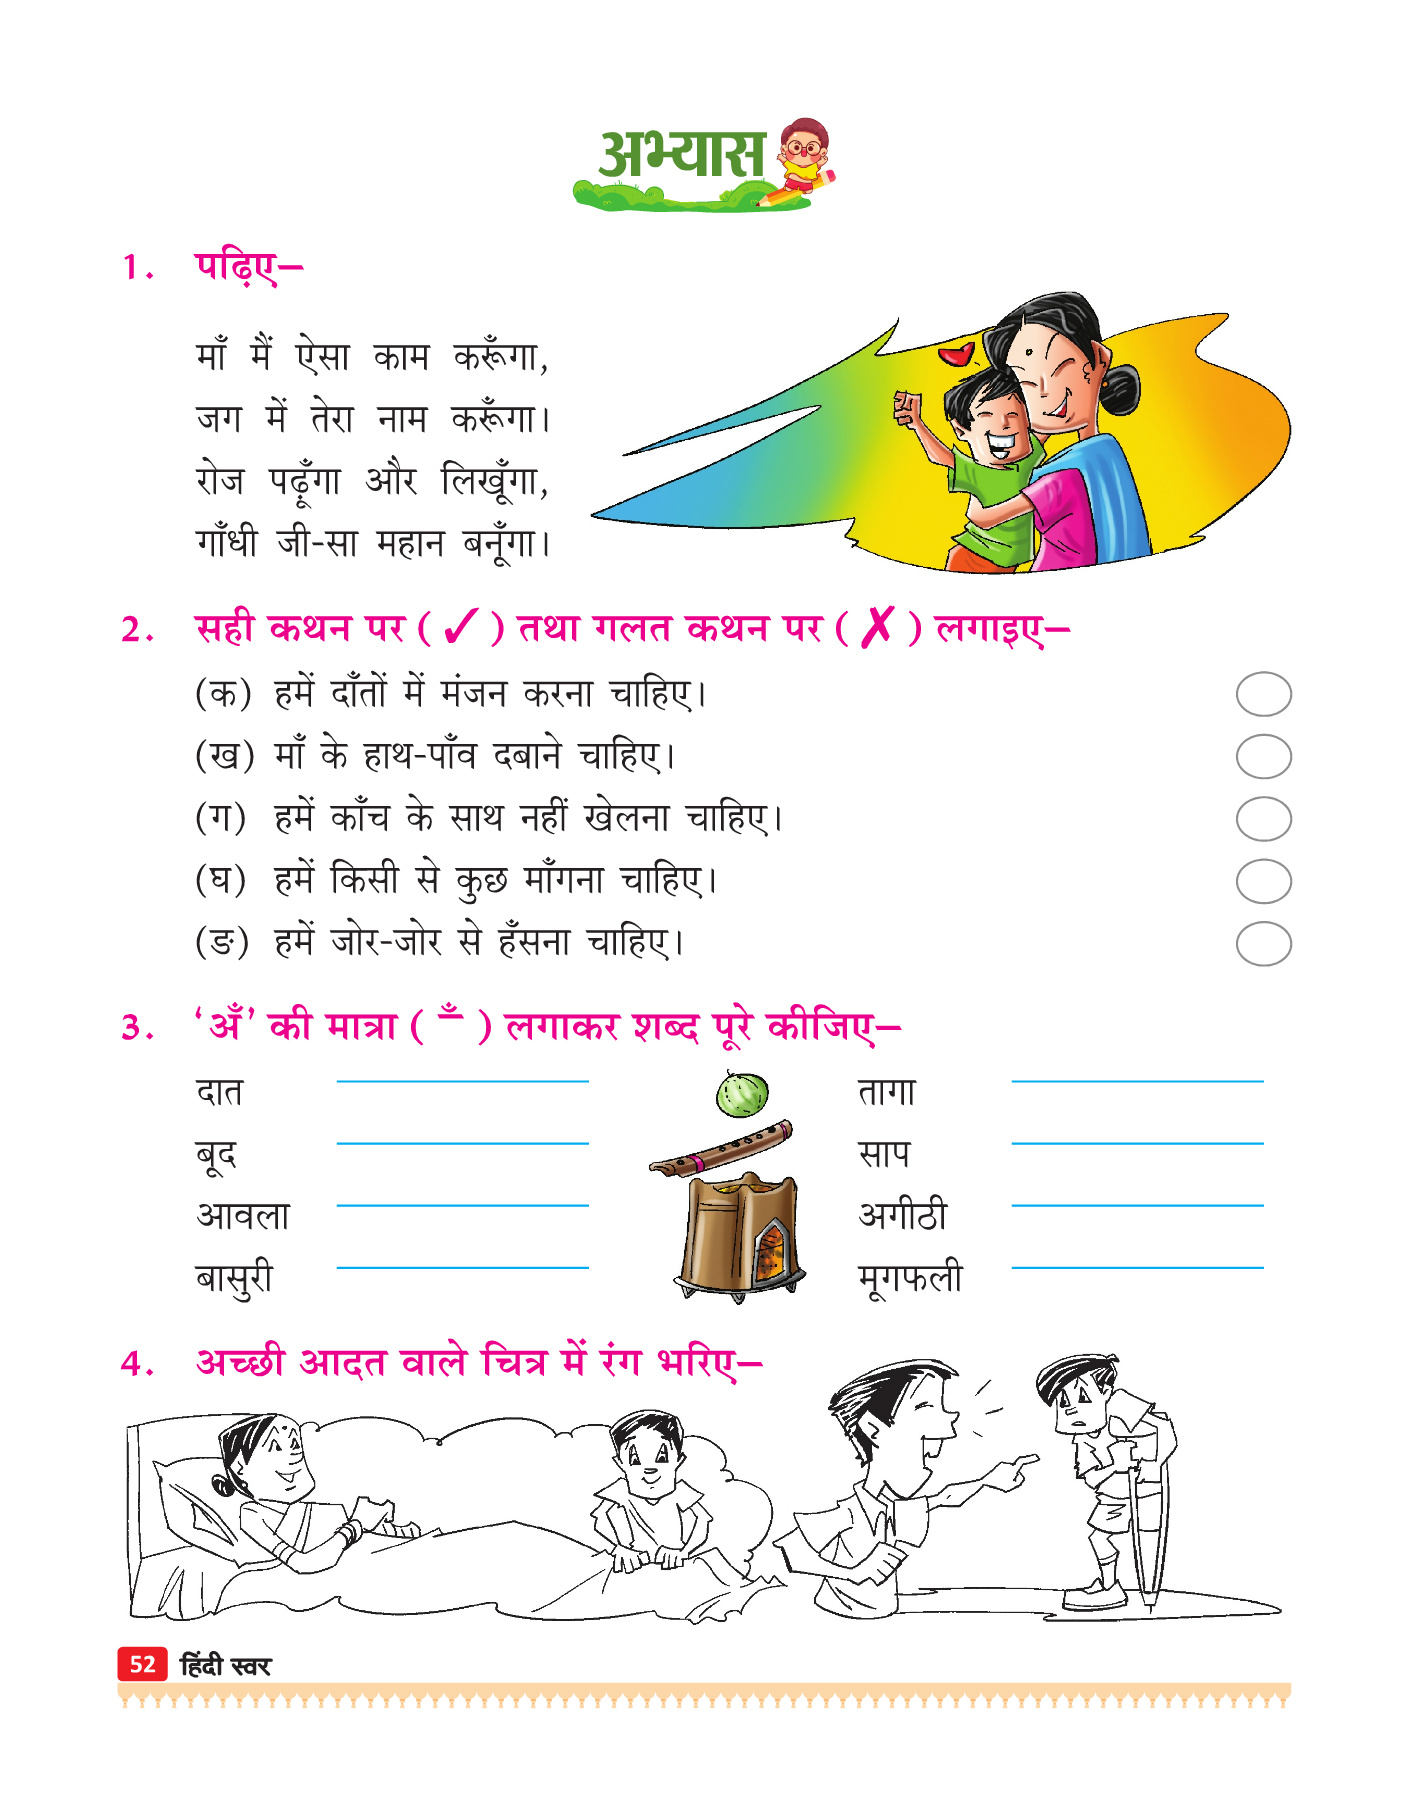 अभ्यास
1. पढ़िए–
माँ मैं ऐसा काम करूँगा,
जग में तेरा नाम करूँगा।
रोज पढ़ूँगा और लिखूँगा,
गाँधी जी-सा महान बनूँगा।
2. सही कथन पर ( ✓ ) तथा गलत कथन पर ( ✗ ) लगाइए–
(क) हमें दाँतों में मंजन करना चाहिए।
(ख) माँ के हाथ-पाँव दबाने चाहिए।
(ग) हमें काँच के साथ नहीं खेलना चाहिए।
(घ) हमें किसी से कुछ माँगना चाहिए।
(ङ) हमें जोर-जोर से हँसना चाहिए।
3. ‘अँ’ की मात्रा ( ँ ) लगाकर शब्द पूरे कीजिए–
दात तागा
बूद साप
आवला अगीठी
बासुरी मूगफली
4. अच्छी आदत वाले चित्र में रंग भरिए–
52 हिंदी स्वर